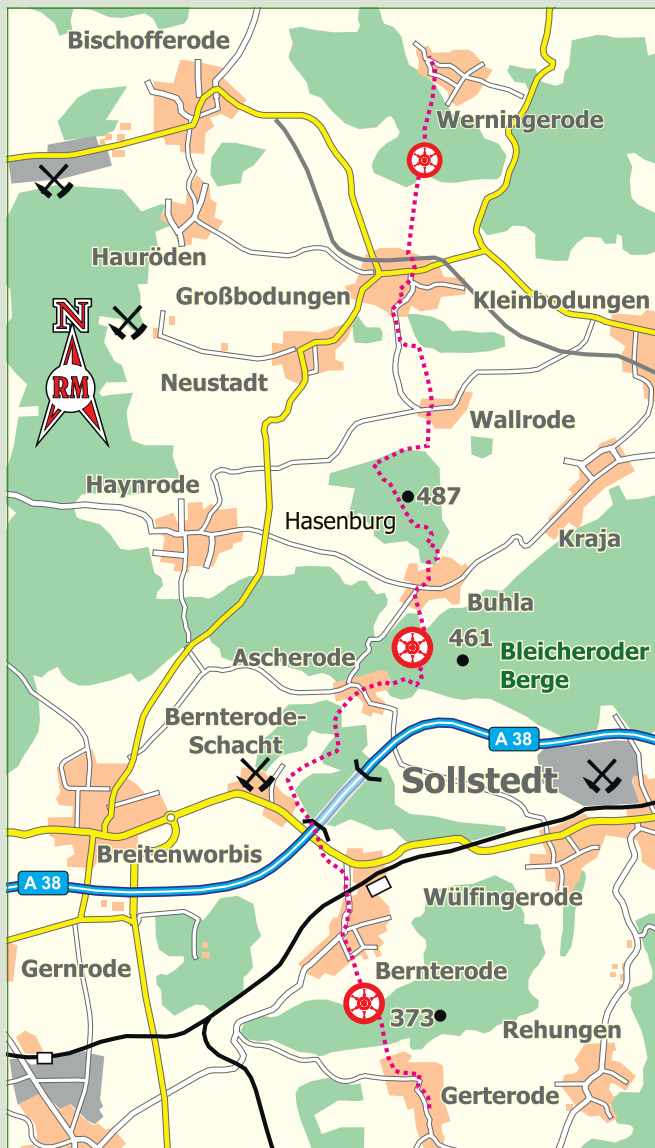 Bischofferode
Werningerode
Hauröden
Großbodungen
Kleinbodungen
N
RM
Neustadt
Wallrode
Haynrode
487
Hasenburg
Kraja
Buhla
461
Ascherode
Bleicheroder
Berge
Bernterode-
Schacht
A 38
Sollstedt
Breitenworbis
A 38
Wülfingerode
Gernrode
Bernterode
373
Rehungen
Gerterode